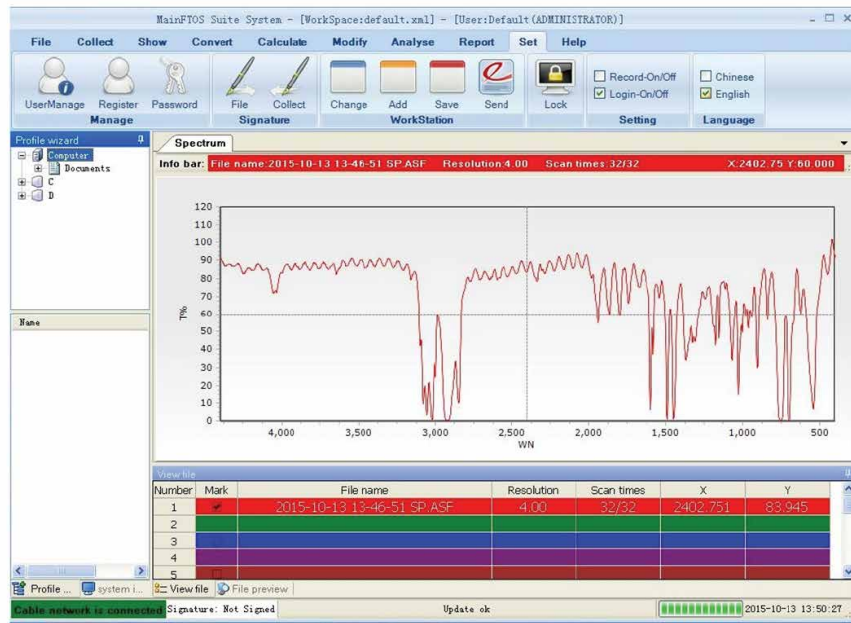 MainFTOS Suite System - [WorkSpace:default.xml] - [User:Default(ADMINISTRATOR)]
File Collect Show Convert Calculate Modify Analyse Report Set Help
UserManage Register Password File Collect Change Add Save Send Lock
Record-On/Off Chinese
Login-On/Off English
Manage Signature WorkStation Setting Language
Profile wizard
Computer
Documents
C
D
Name
Spectrum
Info bar: File name:2015-10-13 13-46-51 SP.ASF Resolution:4.00 Scan times:32/32 X:2402.75 Y:60.000
120
110
100
90
80
70
60
50
40
30
20
10
0
T%
4,000 3,500 3,000 2,500 2,000 1,500 1,000 500
WN
View file
Number Mark File name Resolution Scan times X Y
1 2015-10-13 13-46-51 SP.ASF 4.00 32/32 2402.751 83.945
2
3
4
5
Profile ... system i... View file File preview
Cable network is connected Signature: Not Signed Update ok 2015-10-13 13:50:27